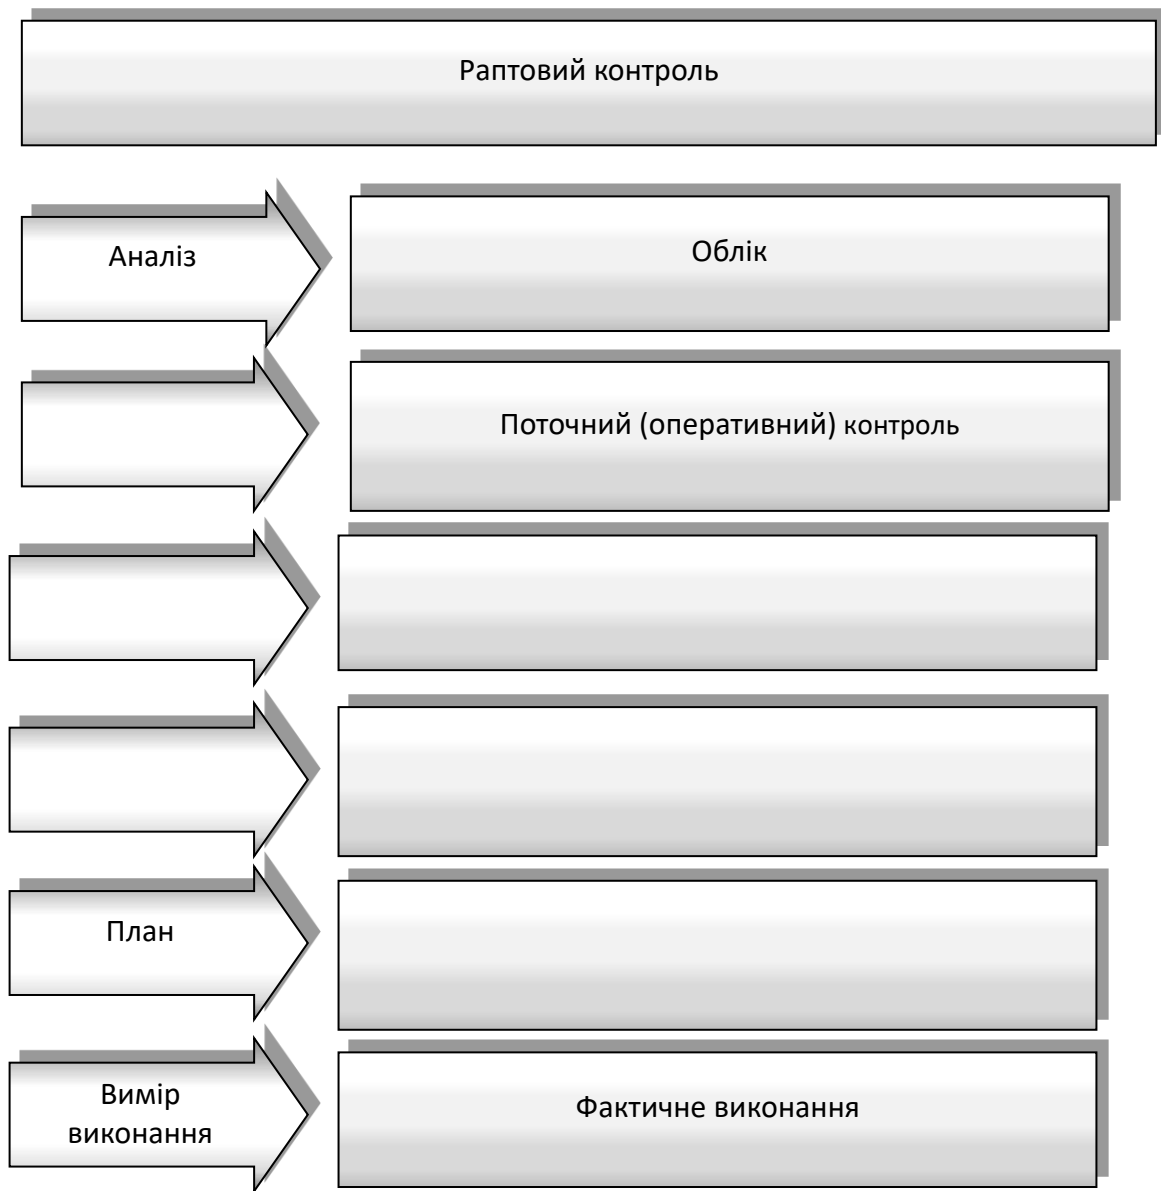 Раптовий контроль
Аналіз
Облік
Поточний (оперативний) контроль
План
Вимір
виконання
Фактичне виконання